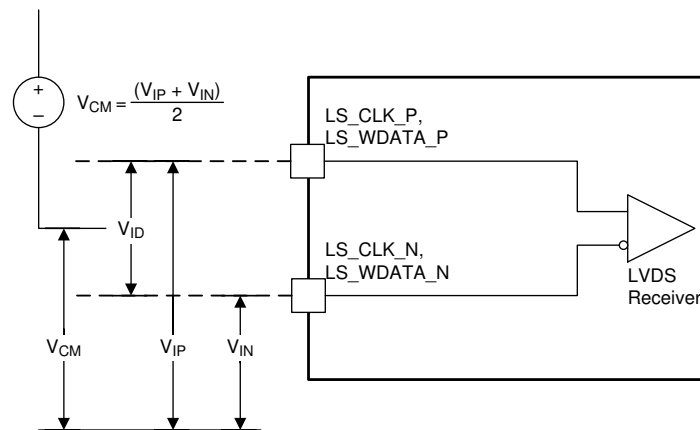 +
−
V_CM = (V_IP + V_IN) / 2
LS_CLK_P,
LS_WDATA_P
V_ID
LS_CLK_N,
LS_WDATA_N
LVDS
Receiver
V_CM
V_IP
V_IN